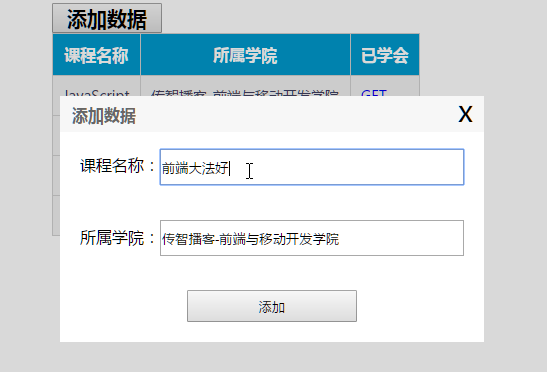 添加数据
课程名称 所属学院 已学会
JavaScript 传智播客-前端与移动开发学院 GET
添加数据 X
课程名称： 前端大法好
所属学院： 传智播客-前端与移动开发学院
添加